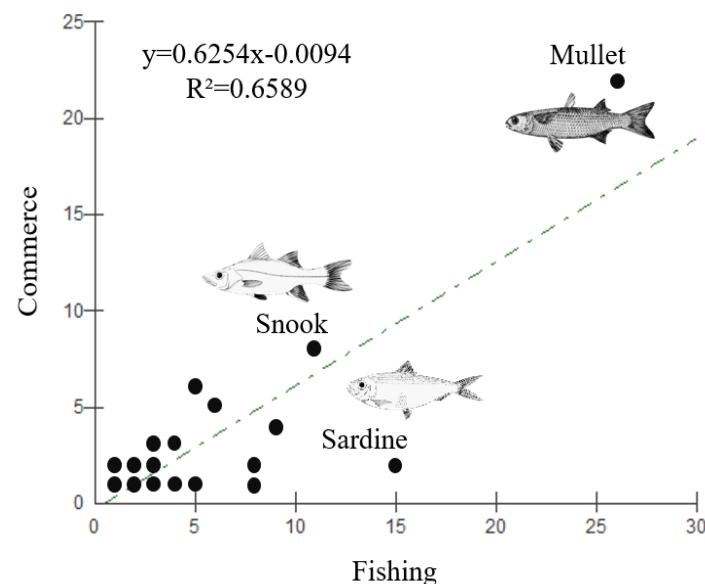 25
y=0.6254x-0.0094
R²=0.6589
Mullet
20
15
Commerce
10
Snook
5
Sardine
0
0 5 10 15 20 25 30
Fishing